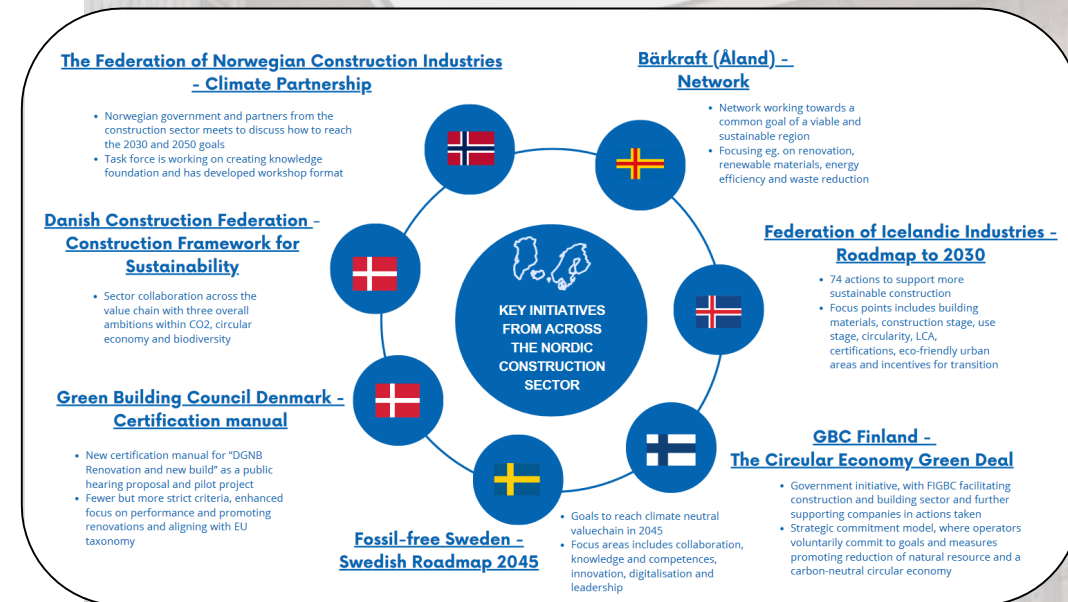 The Federation of Norwegian Construction Industries
- Climate Partnership
• Norwegian government and partners from the
construction sector meets to discuss how to reach
the 2030 and 2050 goals
• Task force is working on creating knowledge
foundation and has developed workshop format
Bärkraft (Åland) -
Network
• Network working towards a
common goal of a viable and
sustainable region
• Focusing eg. on renovation,
renewable materials, energy
efficiency and waste reduction
Danish Construction Federation -
Construction Framework for
Sustainability
• Sector collaboration across the
value chain with three overall
ambitions within CO2, circular
economy and biodiversity
Federation of Icelandic Industries -
Roadmap to 2030
• 74 actions to support more
sustainable construction
• Focus points includes building
materials, construction stage, use
stage, circularity, LCA,
certifications, eco-friendly urban
areas and incentives for transition
KEY INITIATIVES
FROM ACROSS
THE NORDIC
CONSTRUCTION
SECTOR
Green Building Council Denmark -
Certification manual
• New certification manual for “DGNB
Renovation and new build” as a public
hearing proposal and pilot project
• Fewer but more strict criteria, enhanced
focus on performance and promoting
renovations and aligning with EU
taxonomy
GBC Finland -
The Circular Economy Green Deal
• Government initiative, with FIGBC facilitating
construction and building sector and further
supporting companies in actions taken
• Strategic commitment model, where operators
voluntarily commit to goals and measures
promoting reduction of natural resource and a
carbon-neutral circular economy
Fossil-free Sweden -
Swedish Roadmap 2045
• Goals to reach climate neutral
valuechain in 2045
• Focus areas includes collaboration,
knowledge and competences,
innovation, digitalisation and
leadership